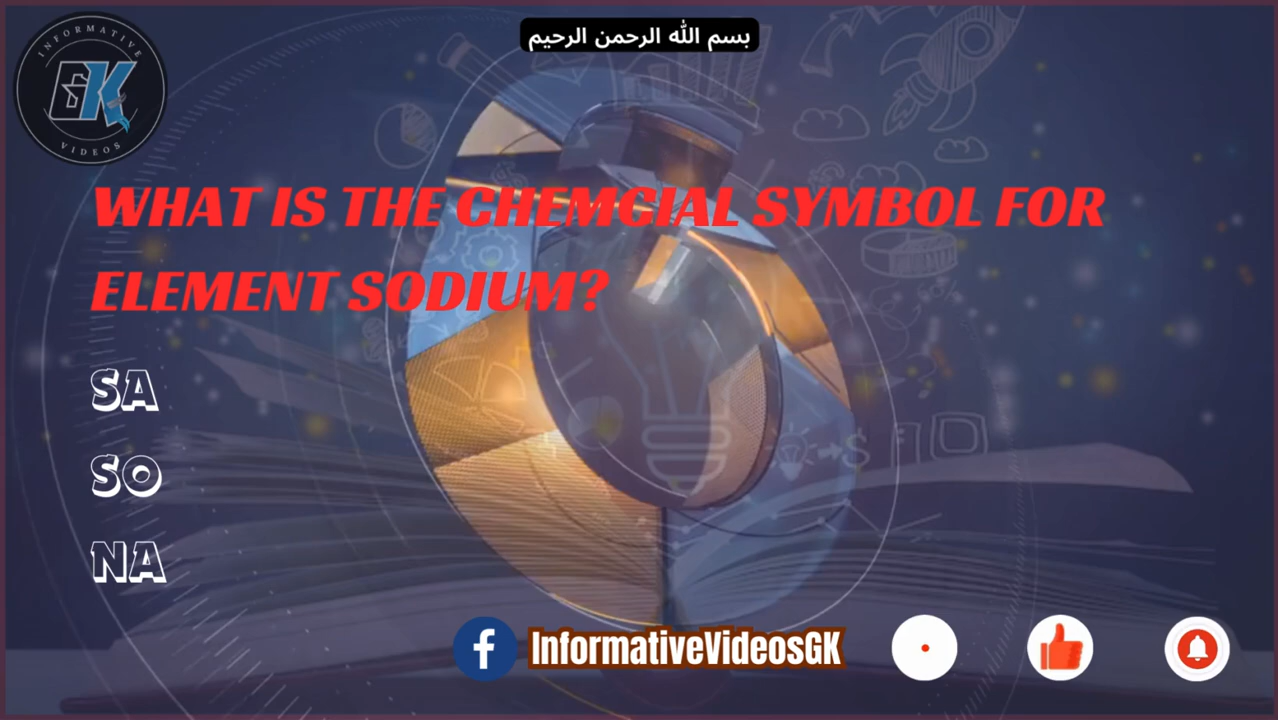 بسم الله الرحمن الرحيم
INFORMATIVE
GK
VIDEOS
WHAT IS THE CHEMCIAL SYMBOL FOR
ELEMENT SODIUM?
SA
SO
NA
f InformativeVideosGK